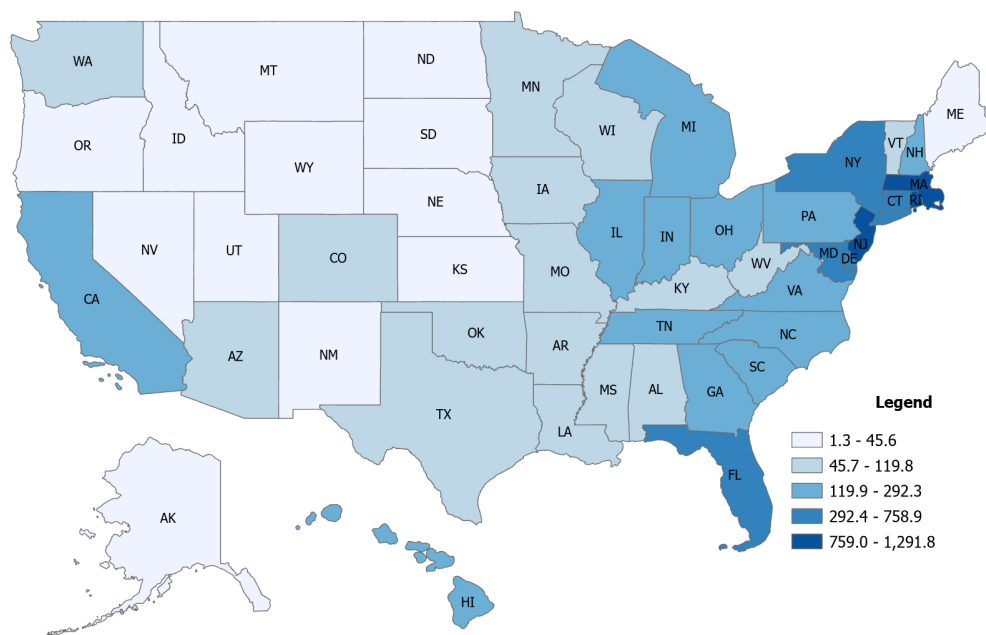 WA
MT
ND
MN
ME
OR
ID
SD
WI
MI
VT
NH
NY
WY
MA
CT
RI
IA
NE
PA
NV
UT
CO
IL
IN
OH
NJ
MD
DE
KS
MO
WV
KY
VA
CA
TN
NC
OK
AR
AZ
NM
SC
MS
AL
GA
TX
LA
FL
AK
HI
Legend
1.3 - 45.6
45.7 - 119.8
119.9 - 292.3
292.4 - 758.9
759.0 - 1,291.8